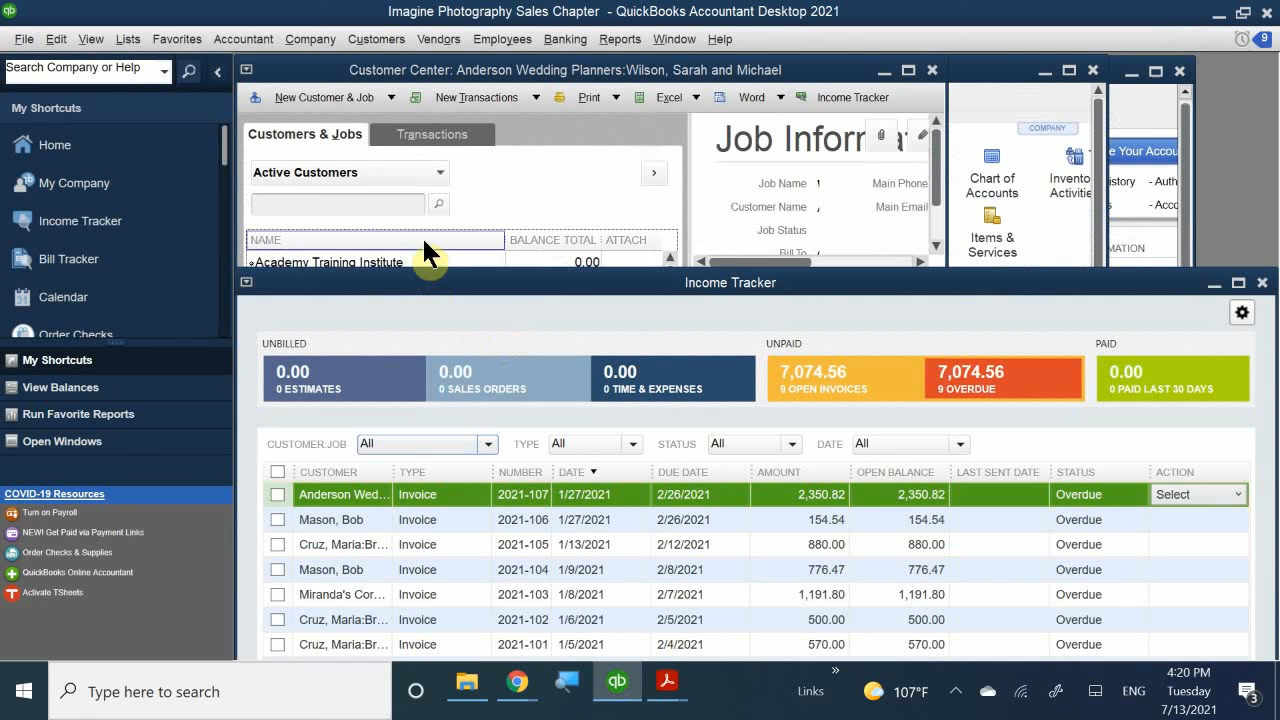 Imagine Photography Sales Chapter - QuickBooks Accountant Desktop 2021
File Edit View Lists Favorites Accountant Company Customers Vendors Employees Banking Reports Window Help
9
Search Company or Help
My Shortcuts
Home
My Company
Income Tracker
Bill Tracker
Calendar
Order Checks
My Shortcuts
View Balances
Run Favorite Reports
Open Windows
COVID-19 Resources
Turn on Payroll
NEW! Get Paid via Payment Links
Order Checks & Supplies
QuickBooks Online Accountant
Activate TSheets
Customer Center: Anderson Wedding Planners:Wilson, Sarah and Michael
New Customer & Job New Transactions Print Excel Word Income Tracker
Customers & Jobs Transactions
Active Customers
NAME BALANCE TOTAL ATTACH
Academy Training Institute 0.00
Job Informa
Job Name Main Phone
Customer Name Main Email
Job Status
Bill To
COMPANY
Chart of Accounts
Invento
Activitie
Items & Services
e Your Accou
istory - Auth
s - Acco
MATION
Income Tracker
UNBILLED UNPAID PAID
0.00 0.00 0.00 7,074.56 7,074.56 0.00
0 ESTIMATES 0 SALES ORDERS 0 TIME & EXPENSES 9 OPEN INVOICES 9 OVERDUE 0 PAID LAST 30 DAYS
CUSTOMER:JOB All TYPE All STATUS All DATE All
CUSTOMER TYPE NUMBER DATE DUE DATE AMOUNT OPEN BALANCE LAST SENT DATE STATUS ACTION
Anderson Wed... Invoice 2021-107 1/27/2021 2/26/2021 2,350.82 2,350.82 Overdue Select
Mason, Bob Invoice 2021-106 1/27/2021 2/26/2021 154.54 154.54 Overdue
Cruz, Maria:Br... Invoice 2021-105 1/13/2021 2/12/2021 880.00 880.00 Overdue
Mason, Bob Invoice 2021-104 1/9/2021 2/8/2021 776.47 776.47 Overdue
Miranda's Cor... Invoice 2021-103 1/8/2021 2/7/2021 1,191.80 1,191.80 Overdue
Cruz, Maria:Br... Invoice 2021-102 1/6/2021 2/5/2021 500.00 500.00 Overdue
Cruz, Maria:Br... Invoice 2021-101 1/5/2021 2/4/2021 570.00 570.00 Overdue
Type here to search
Links
107°F
ENG
4:20 PM
Tuesday
7/13/2021
3